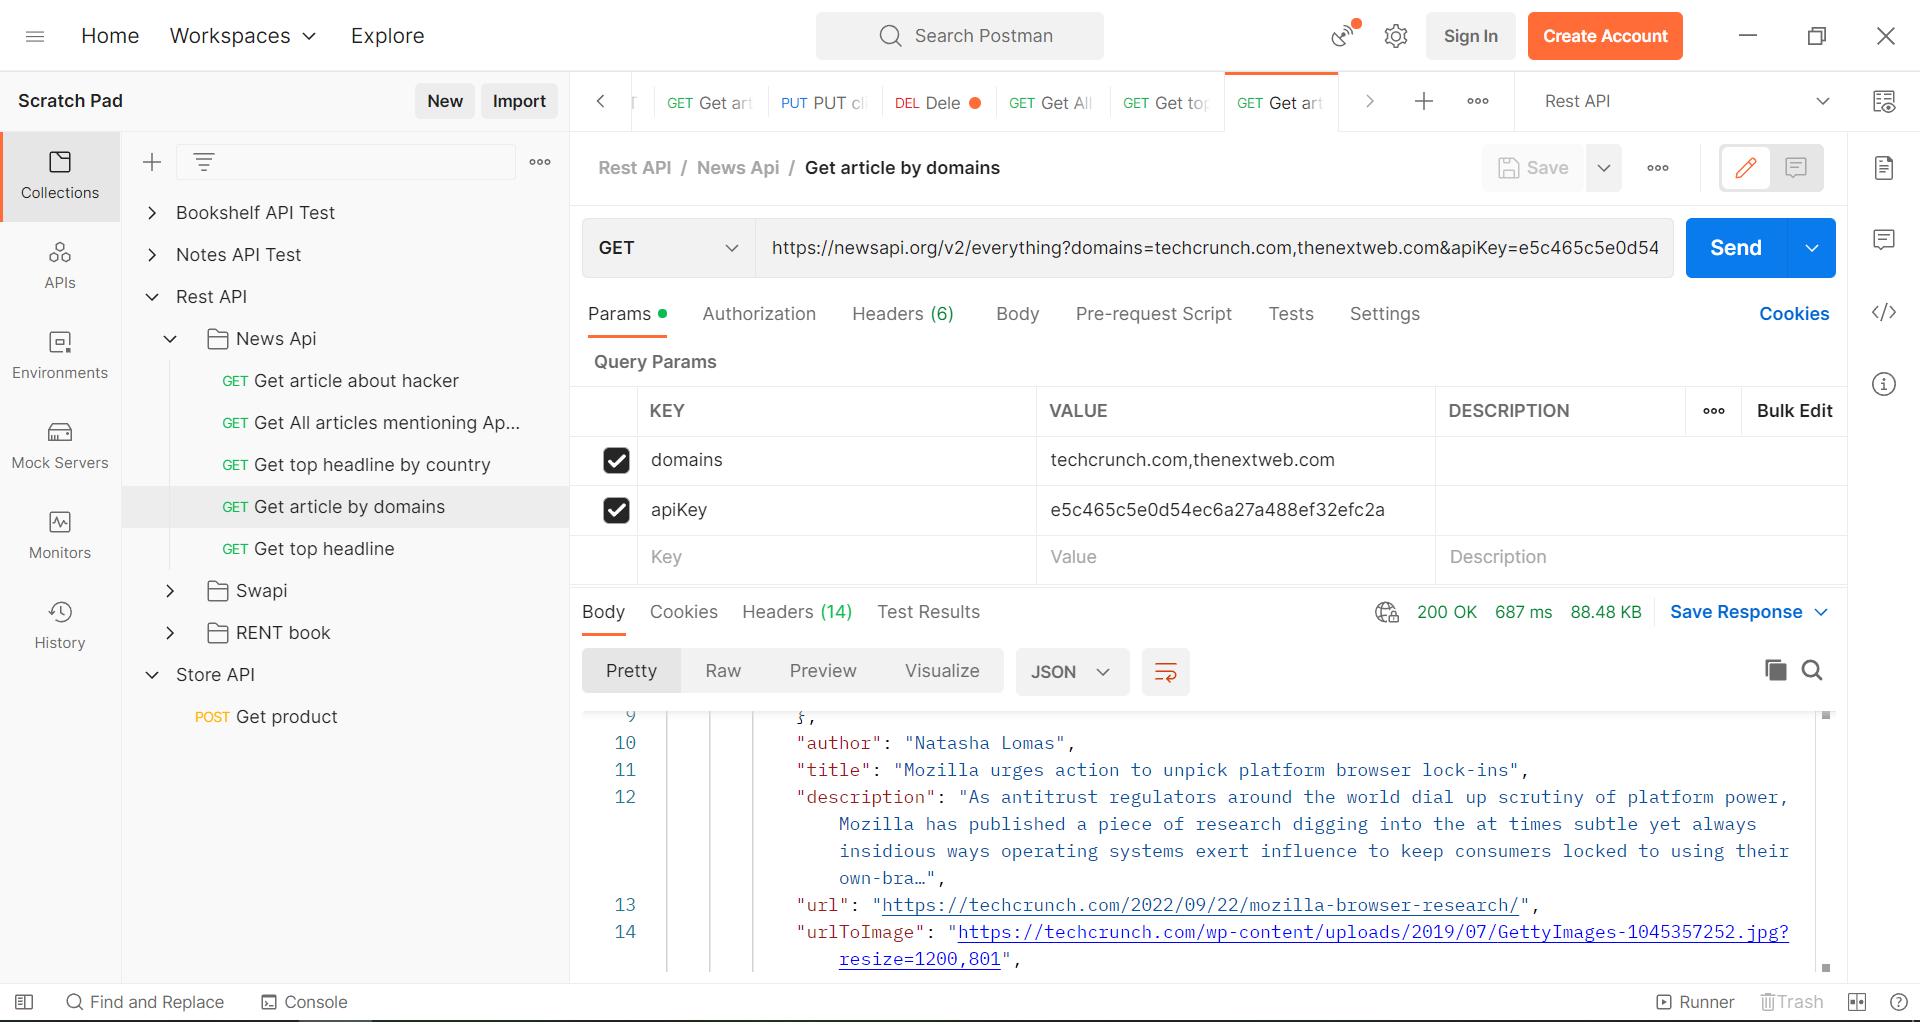 Home Workspaces Explore Search Postman Sign In Create Account
Scratch Pad New Import
GET Get art PUT PUT cl DEL Dele GET Get All GET Get top GET Get art Rest API
Rest API / News Api / Get article by domains Save
Collections
APIs
Environments
Mock Servers
Monitors
History
Bookshelf API Test
Notes API Test
Rest API
News Api
GET Get article about hacker
GET Get All articles mentioning Ap...
GET Get top headline by country
GET Get article by domains
GET Get top headline
Swapi
RENT book
Store API
POST Get product
GET https://newsapi.org/v2/everything?domains=techcrunch.com,thenextweb.com&apiKey=e5c465c5e0d54 Send
Params Authorization Headers (6) Body Pre-request Script Tests Settings Cookies
Query Params
KEY VALUE DESCRIPTION Bulk Edit
domains techcrunch.com,thenextweb.com
apiKey e5c465c5e0d54ec6a27a488ef32efc2a
Key Value Description
Body Cookies Headers (14) Test Results 200 OK 687 ms 88.48 KB Save Response
Pretty Raw Preview Visualize JSON
9 },
10 "author": "Natasha Lomas",
11 "title": "Mozilla urges action to unpick platform browser lock-ins",
12 "description": "As antitrust regulators around the world dial up scrutiny of platform power,
Mozilla has published a piece of research digging into the at times subtle yet always
insidious ways operating systems exert influence to keep consumers locked to using their
own-bra…",
13 "url": "https://techcrunch.com/2022/09/22/mozilla-browser-research/",
14 "urlToImage": "https://techcrunch.com/wp-content/uploads/2019/07/GettyImages-1045357252.jpg?
resize=1200,801",
Find and Replace Console Runner Trash